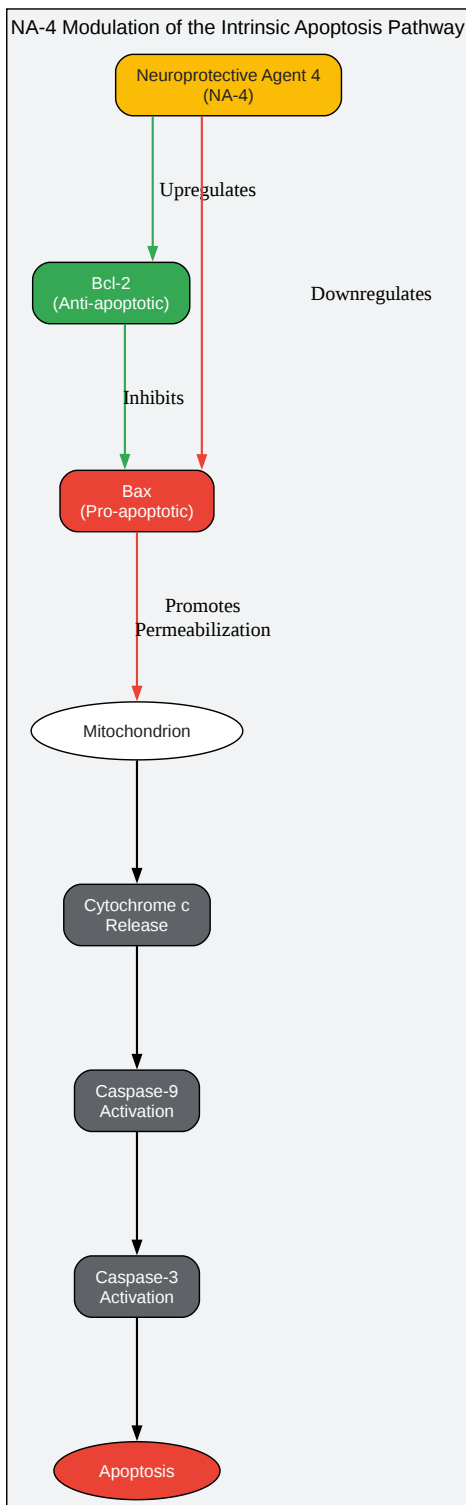 NA-4 Modulation of the Intrinsic Apoptosis Pathway
Neuroprotective Agent 4
(NA-4)
Upregulates
Bcl-2
(Anti-apoptotic)
Downregulates
Inhibits
Bax
(Pro-apoptotic)
Promotes
Permeabilization
Mitochondrion
Cytochrome c
Release
Caspase-9
Activation
Caspase-3
Activation
Apoptosis